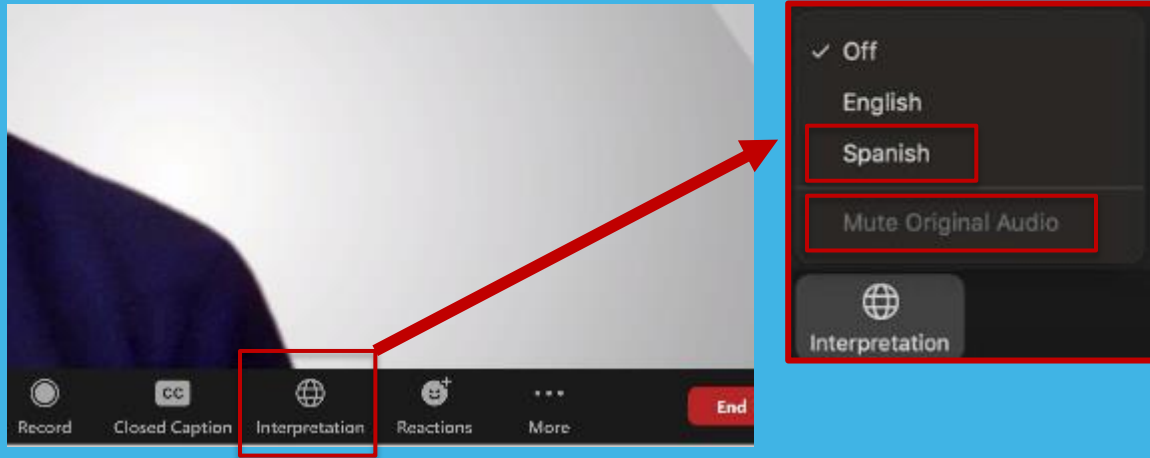 Record
CC
Closed Caption
Interpretation
Reactions
More
End
Off
English
Spanish
Mute Original Audio
Interpretation